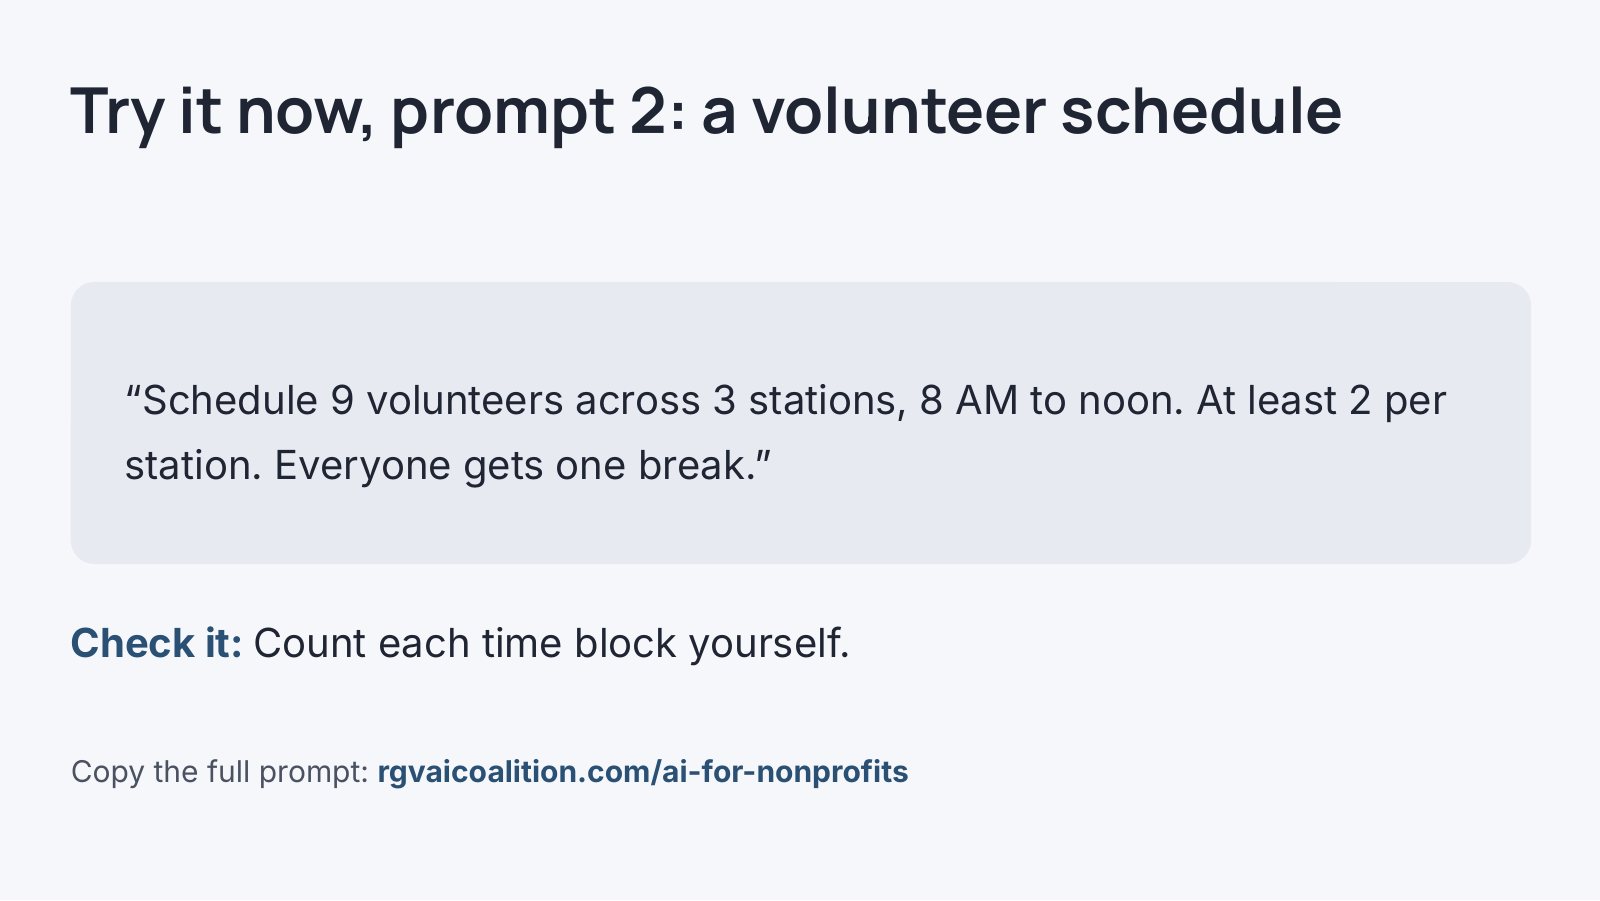 Try it now, prompt 2: a volunteer schedule
“Schedule 9 volunteers across 3 stations, 8 AM to noon. At least 2 per
station. Everyone gets one break.”
Check it: Count each time block yourself.
Copy the full prompt: rgvaicoalition.com/ai-for-nonprofits